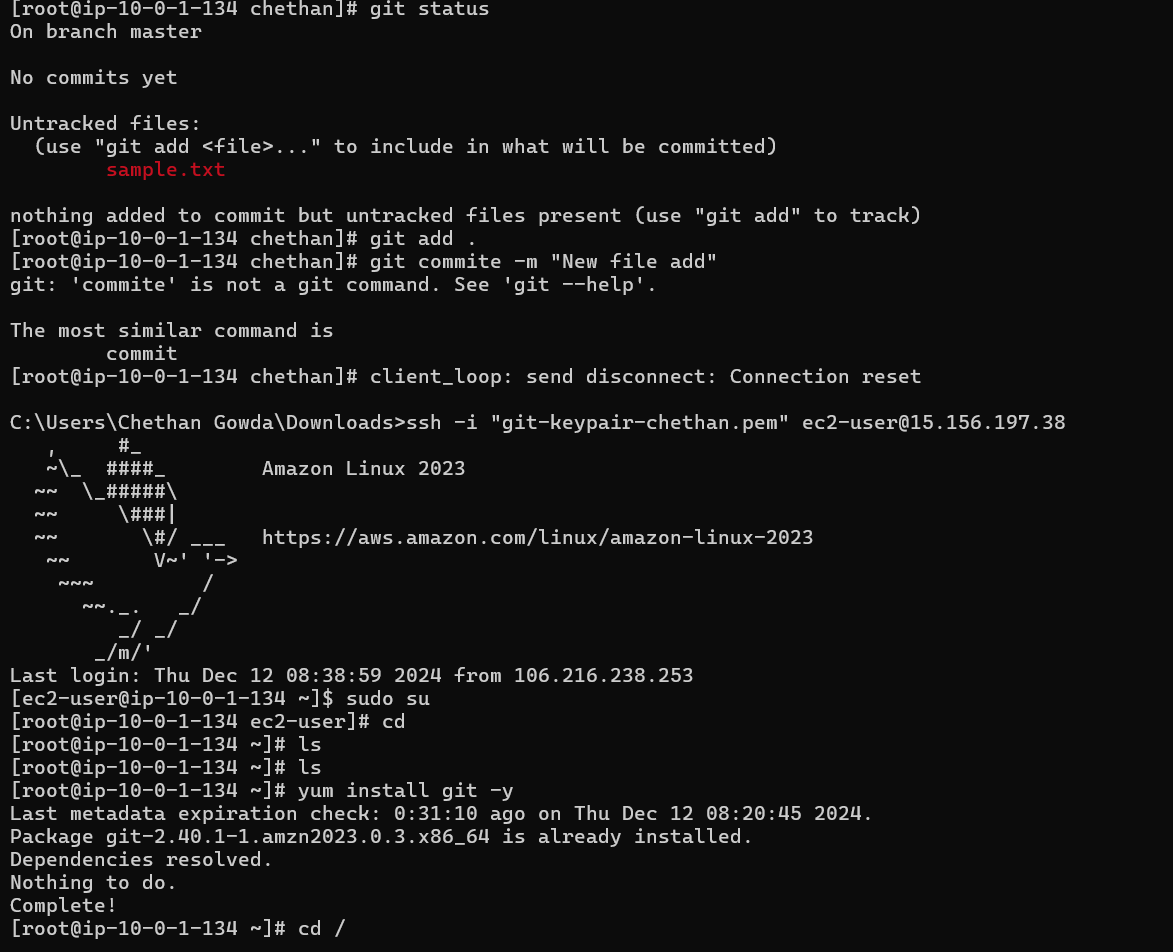 [root@ip-10-0-1-134 chethan]# git status
On branch master

No commits yet

Untracked files:
  (use "git add <file>..." to include in what will be committed)
        sample.txt

nothing added to commit but untracked files present (use "git add" to track)
[root@ip-10-0-1-134 chethan]# git add .
[root@ip-10-0-1-134 chethan]# git commite -m "New file add"
git: 'commite' is not a git command. See 'git --help'.

The most similar command is
        commit
[root@ip-10-0-1-134 chethan]# client_loop: send disconnect: Connection reset

C:\Users\Chethan Gowda\Downloads>ssh -i "git-keypair-chethan.pem" ec2-user@15.156.197.38
   ,     #_
   ~\_  ####_        Amazon Linux 2023
  ~~  \_#####\
  ~~     \###|
  ~~       \#/ ___   https://aws.amazon.com/linux/amazon-linux-2023
   ~~       V~' '->
    ~~~         /
      ~~._.   _/
         _/ _/
       _/m/'
Last login: Thu Dec 12 08:38:59 2024 from 106.216.238.253
[ec2-user@ip-10-0-1-134 ~]$ sudo su
[root@ip-10-0-1-134 ec2-user]# cd
[root@ip-10-0-1-134 ~]# ls
[root@ip-10-0-1-134 ~]# ls
[root@ip-10-0-1-134 ~]# yum install git -y
Last metadata expiration check: 0:31:10 ago on Thu Dec 12 08:20:45 2024.
Package git-2.40.1-1.amzn2023.0.3.x86_64 is already installed.
Dependencies resolved.
Nothing to do.
Complete!
[root@ip-10-0-1-134 ~]# cd /